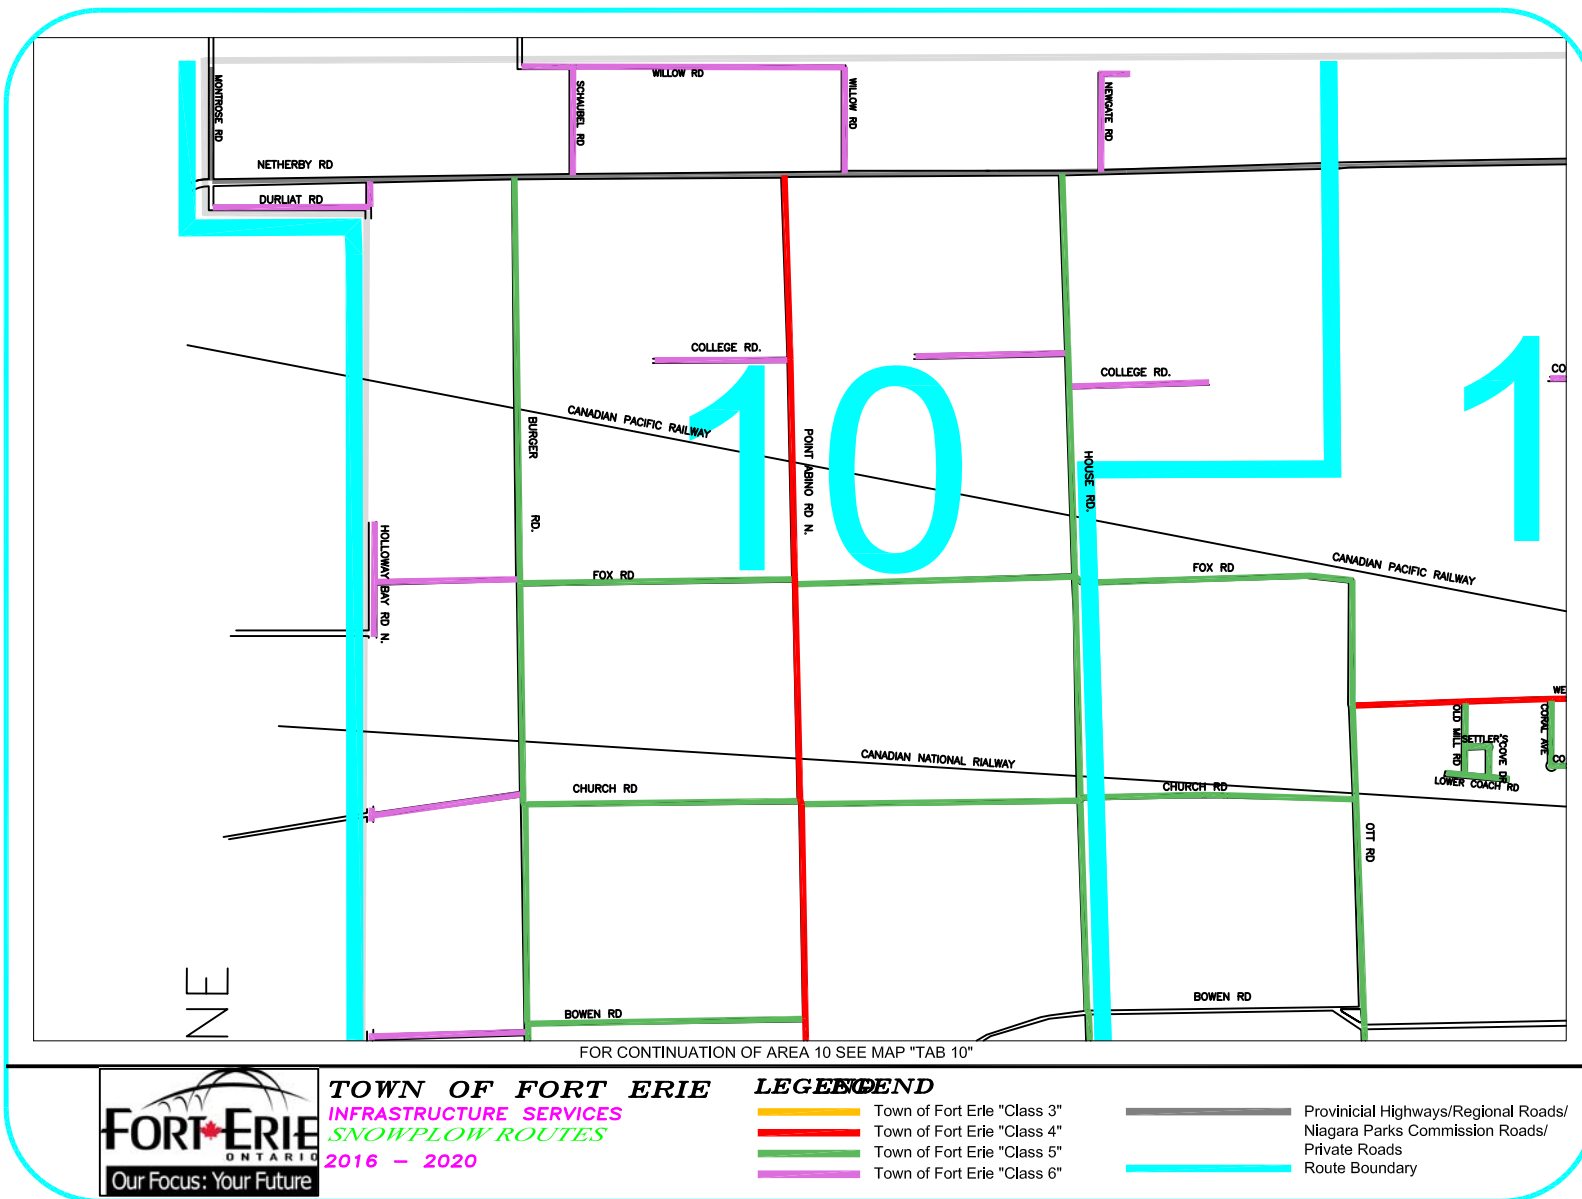 MONTROSE RD
WILLOW RD
SCHAUBEL RD
WILLOW RD
NEWGATE RD
NETHERBY RD
DURLIAT RD
COLLEGE RD.
COLLEGE RD.
CO
10
1
CANADIAN PACIFIC RAILWAY
BURGER RD.
POINT ABINO RD N.
HOUSE RD.
HOLLOWAY BAY RD N.
FOX RD
FOX RD
CANADIAN PACIFIC RAILWAY
WE
OLD MILL RD
SETTLER'S COVE DR
CORAL AVE
CO
LOWER COACH RD
CANADIAN NATIONAL RIALWAY
CHURCH RD
CHURCH RD
OTT RD
NE
BOWEN RD
BOWEN RD
FOR CONTINUATION OF AREA 10 SEE MAP "TAB 10"
FORT ERIE
ONTARIO
Our Focus: Your Future
TOWN OF FORT ERIE
INFRASTRUCTURE SERVICES
SNOWPLOW ROUTES
2016 - 2020
LEGEND
Town of Fort Erie "Class 3"
Town of Fort Erie "Class 4"
Town of Fort Erie "Class 5"
Town of Fort Erie "Class 6"
Provinicial Highways/Regional Roads/
Niagara Parks Commission Roads/
Private Roads
Route Boundary